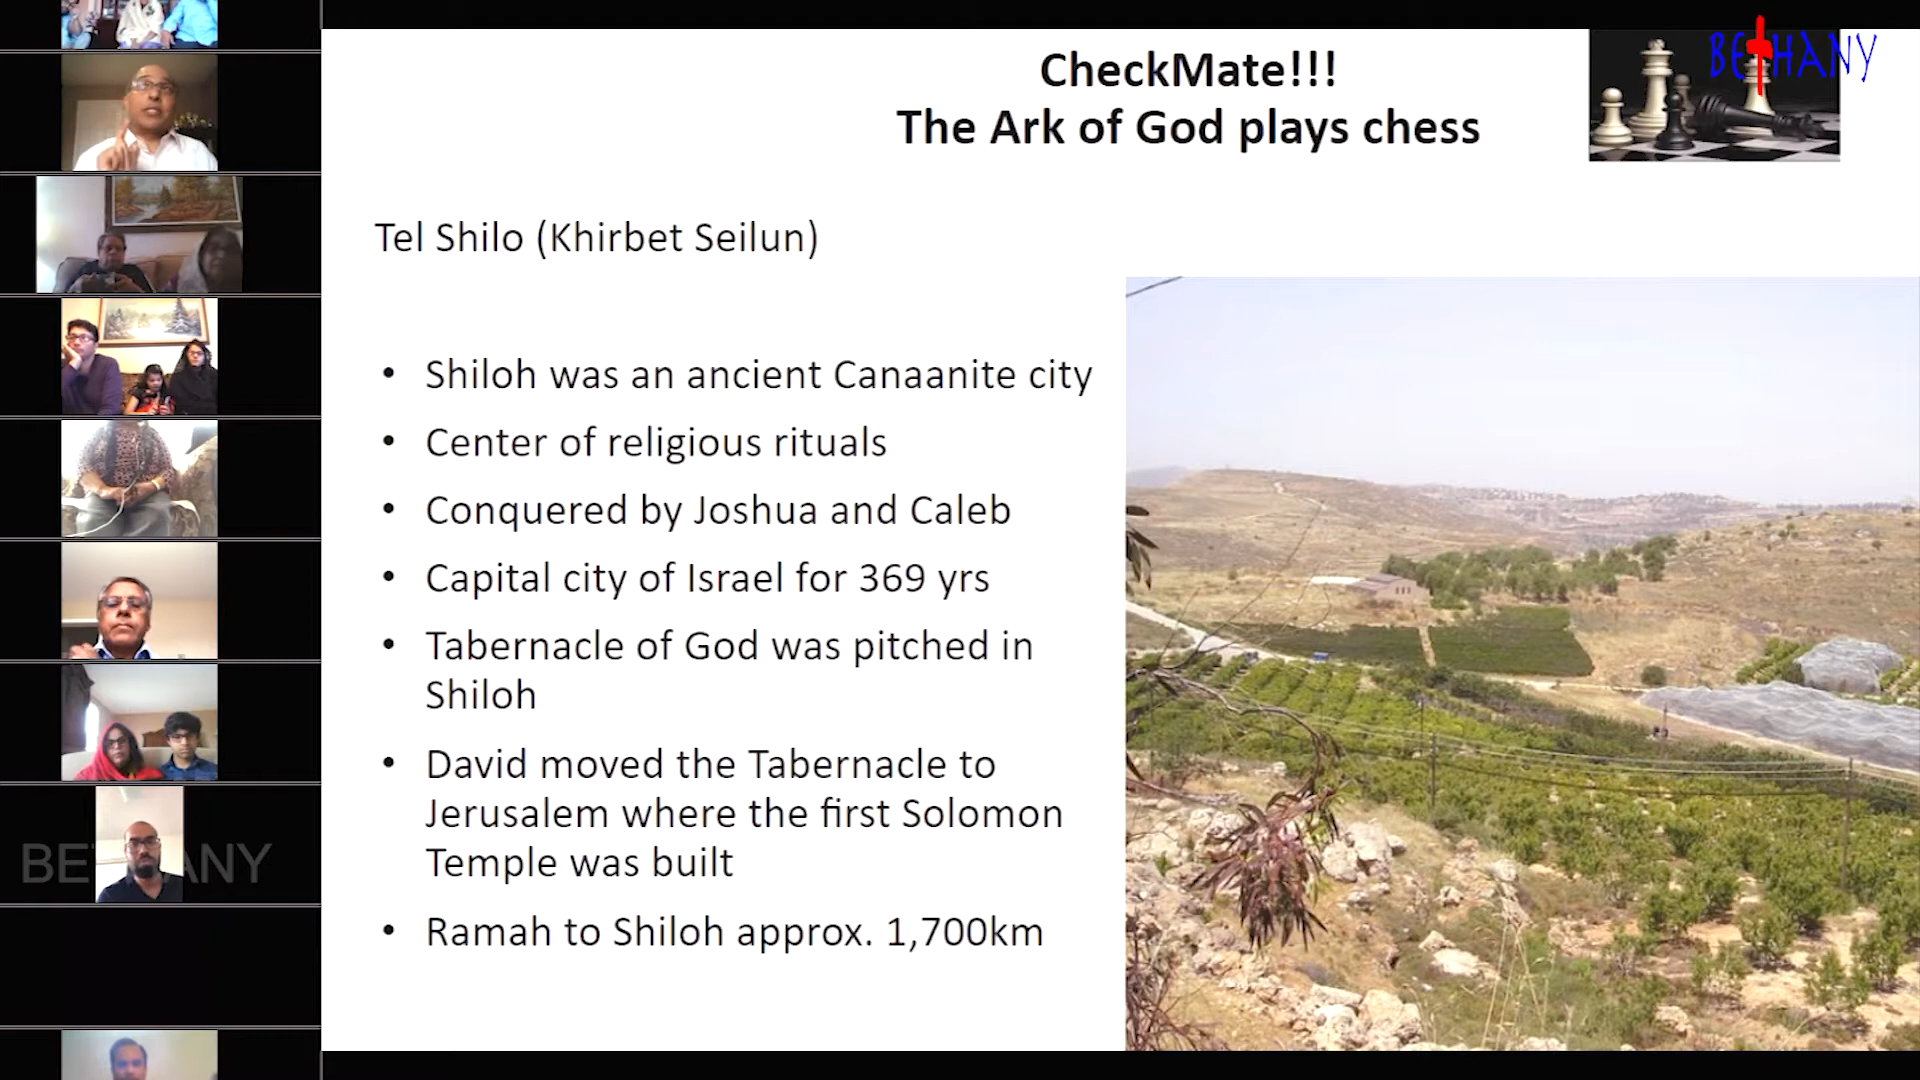 CheckMate!!!
The Ark of God plays chess
BETHANY
Tel Shilo (Khirbet Seilun)
• Shiloh was an ancient Canaanite city
• Center of religious rituals
• Conquered by Joshua and Caleb
• Capital city of Israel for 369 yrs
• Tabernacle of God was pitched in
Shiloh
• David moved the Tabernacle to
Jerusalem where the first Solomon
Temple was built
• Ramah to Shiloh approx. 1,700km
BE ANY